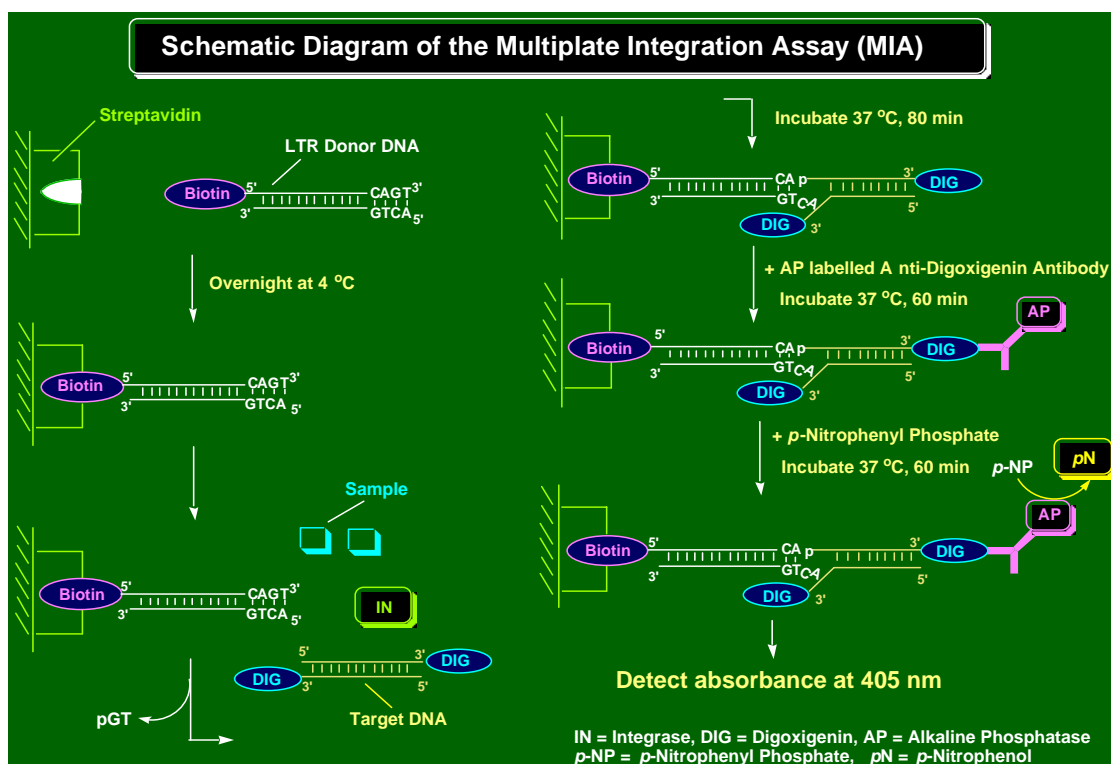 Schematic Diagram of the Multiplate Integration Assay (MIA)
Streptavidin
LTR Donor DNA
Biotin
5'
CAGT
3'
3'
GTCA
5'
Overnight at 4 °C
Biotin
5'
CAGT
3'
3'
GTCA
5'
Sample
Biotin
5'
CAGT
3'
3'
GTCA
5'
IN
5'
3'
DIG
DIG
3'
5'
Target DNA
pGT
Incubate 37 °C, 80 min
Biotin
5'
CA p
3'
DIG
3'
GTCA
5'
DIG
3'
+ AP labelled A nti-Digoxigenin Antibody
Incubate 37 °C, 60 min
AP
Biotin
5'
CA p
3'
DIG
3'
GTCA
5'
DIG
3'
+ p-Nitrophenyl Phosphate
Incubate 37 °C, 60 min
p-NP
pN
AP
Biotin
5'
CA p
3'
DIG
3'
GTCA
5'
DIG
3'
Detect absorbance at 405 nm
IN = Integrase, DIG = Digoxigenin, AP = Alkaline Phosphatase
p-NP = p-Nitrophenyl Phosphate, pN = p-Nitrophenol